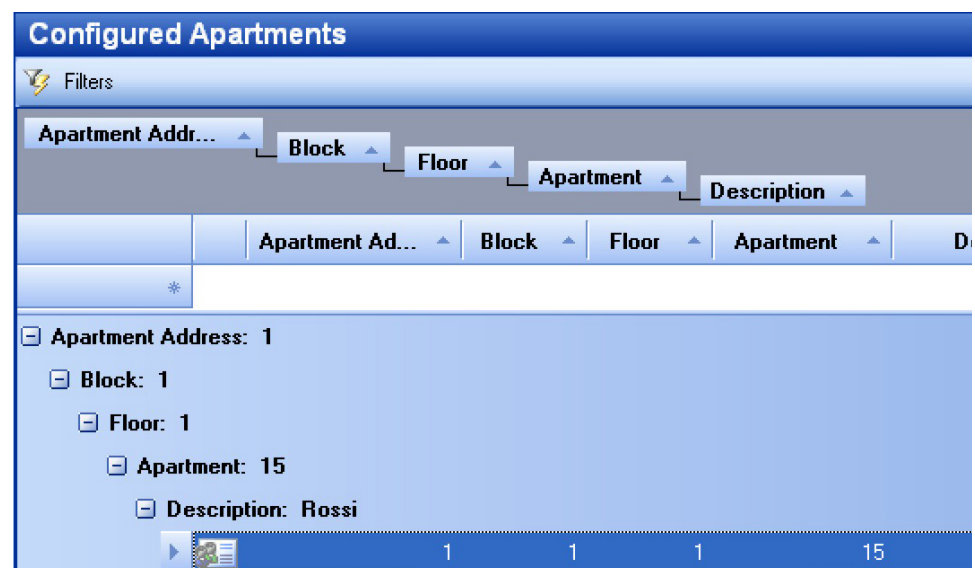 Configured Apartments
Filters
Apartment Addr...
Block
Floor
Apartment
Description
Apartment Ad... Block Floor Apartment
Apartment Address: 1
Block: 1
Floor: 1
Apartment: 15
Description: Rossi
1 1 1 15